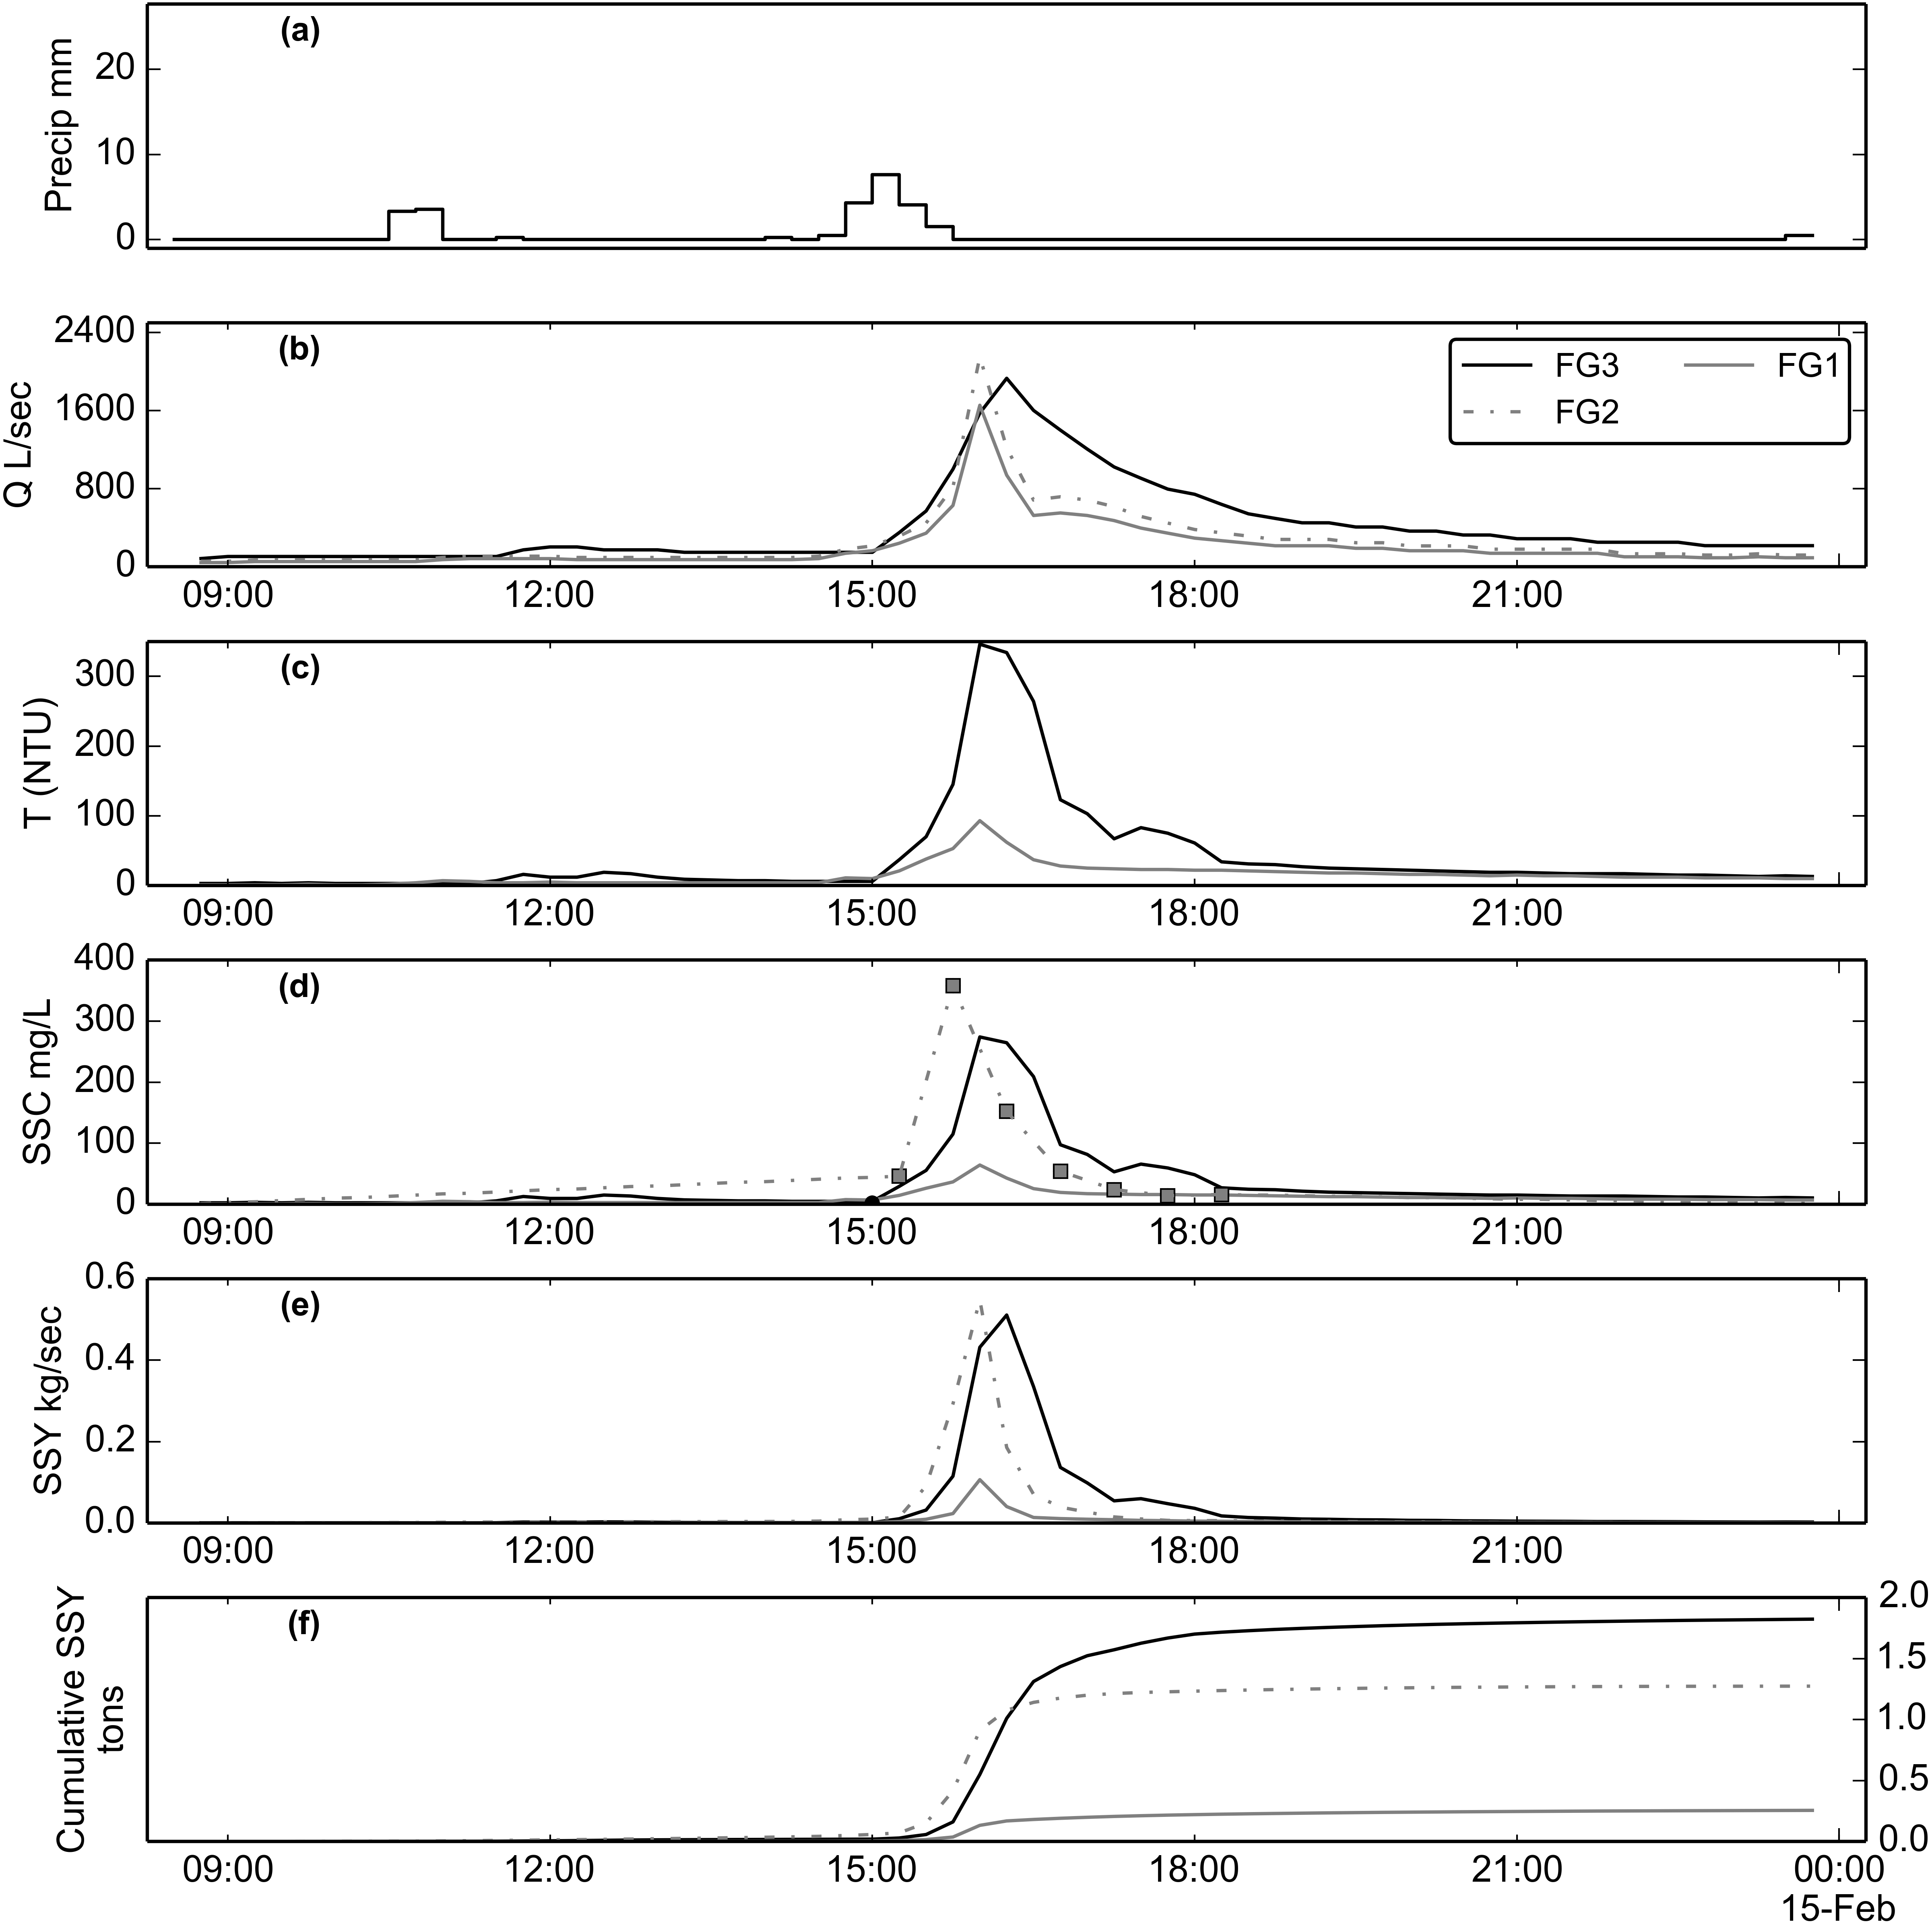 (a)
Precip mm
20
10
0
(b)
Q L/sec
2400
1600
800
0
FG3
FG1
FG2
09:00 12:00 15:00 18:00 21:00
(c)
T (NTU)
300
200
100
0
09:00 12:00 15:00 18:00 21:00
(d)
SSC mg/L
400
300
200
100
0
09:00 12:00 15:00 18:00 21:00
(e)
SSY kg/sec
0.6
0.4
0.2
0.0
09:00 12:00 15:00 18:00 21:00
(f)
Cumulative SSY
tons
2.0
1.5
1.0
0.5
0.0
09:00 12:00 15:00 18:00 21:00 00:00
15-Feb